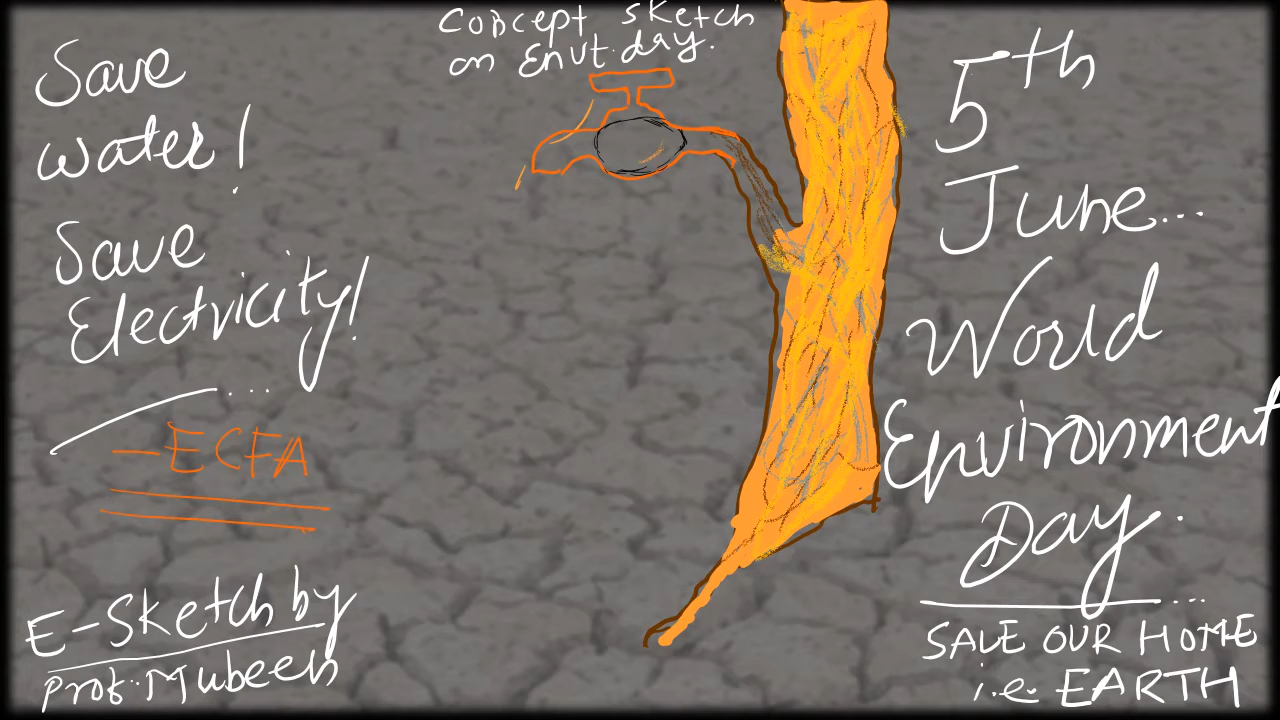 Concept sketch
on Envt. day.
Save
water!
Save
Electricity!
...
- ECFA
E-Sketch by
Prof. Mubeen
5th
June...
World
Environment
Day.
...
SAVE OUR HOME
i.e. EARTH